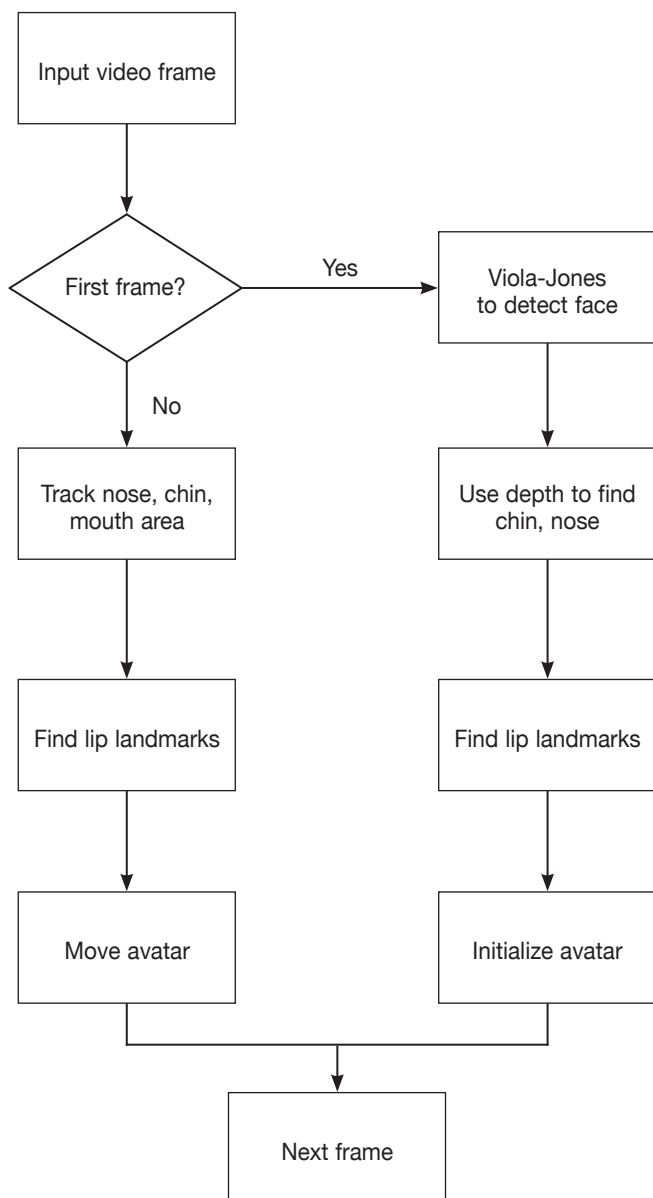 Input video frame
First frame?
Yes
Viola-Jones
to detect face
No
Track nose, chin,
mouth area
Use depth to find
chin, nose
Find lip landmarks
Find lip landmarks
Move avatar
Initialize avatar
Next frame